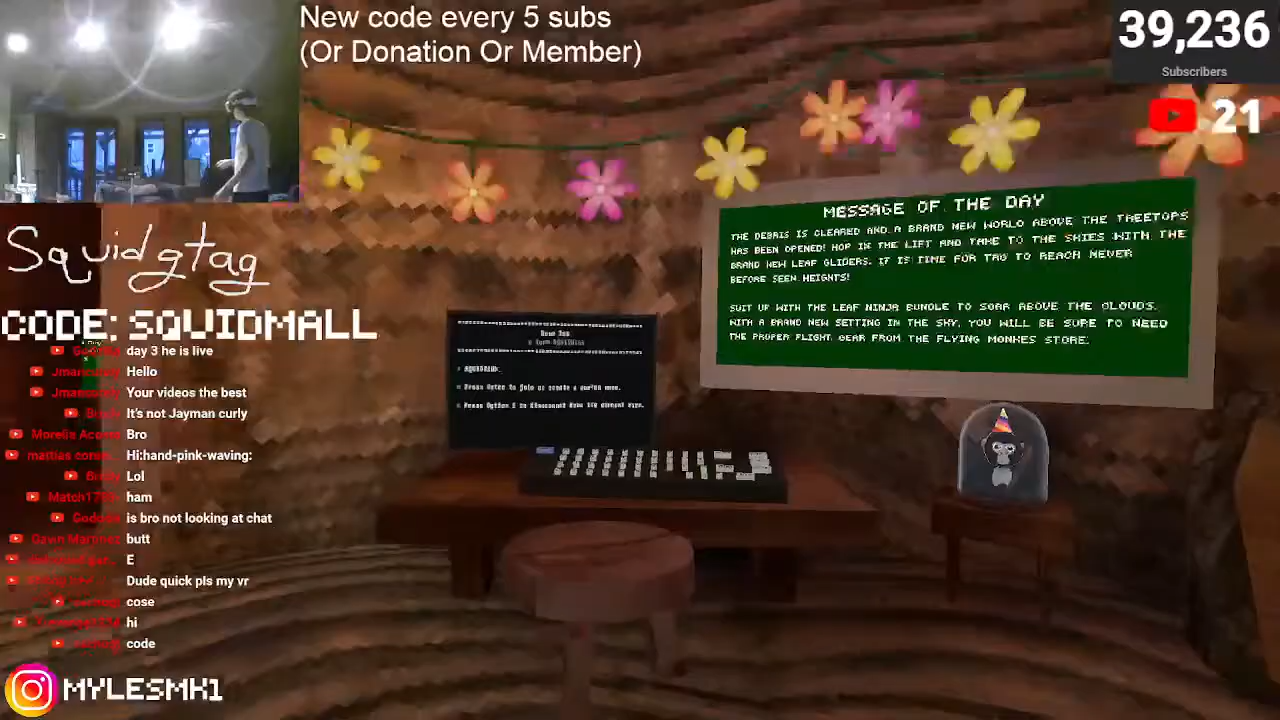 New code every 5 subs
(Or Donation Or Member)
39,236
Subscribers
21
Squidgtag
CODE: SQUIDMALL
day 3 he is live
Hello
Your videos the best
It's not Jayman curly
Bro
Hi:hand-pink-waving:
Lol
ham
is bro not looking at chat
Gavin Martinez butt
E
Dude quick pls my vr
cose
hi
code
MYLESMK1
MESSAGE OF THE DAY
THE DEBRIS IS CLEARED AND A BRAND NEW WORLD ABOVE THE TREETOPS
HAS BEEN OPENED! HOP IN THE LIFT AND TAKE TO THE SKIES WITH THE
BRAND NEW LEAF GLIDERS. IT IS TIME FOR TAG TO REACH NEVER
BEFORE SEEN HEIGHTS!
SUIT UP WITH THE LEAF NINJA BUNDLE TO SOAR ABOVE THE CLOUDS.
WITH A BRAND NEW SETTING IN THE SKY, YOU WILL BE SURE TO NEED
THE PROPER FLIGHT GEAR FROM THE FLYING MONKES STORE.